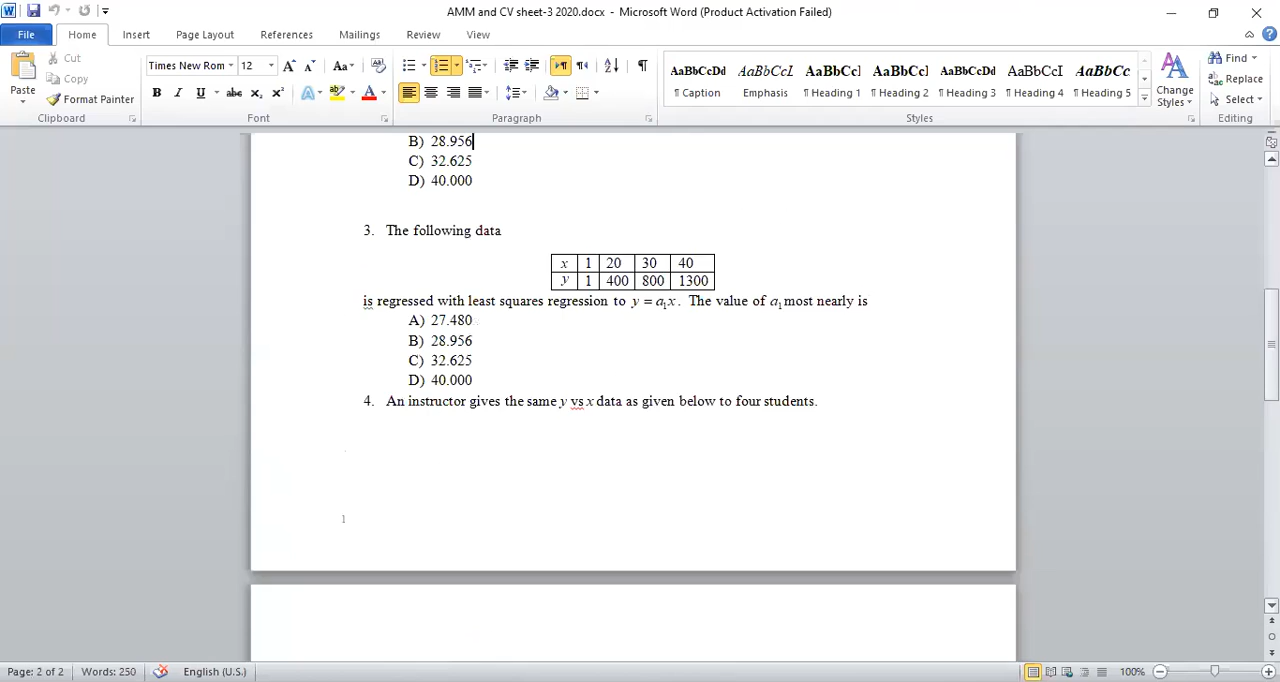 AMM and CV sheet-3 2020.docx - Microsoft Word (Product Activation Failed)
File Home Insert Page Layout References Mailings Review View
Paste
Cut
Copy
Format Painter
Clipboard
Times New Rom 12
Font
Paragraph
AaBbCcDd AaBbCcI AaBbCcI AaBbCcI AaBbCcDd AaBbCcI AaBbCc
¶ Caption Emphasis ¶ Heading 1 ¶ Heading 2 ¶ Heading 3 ¶ Heading 4 ¶ Heading 5
Change Styles
Styles
Find
Replace
Select
Editing
B) 28.956
C) 32.625
D) 40.000
3. The following data
x 1 20 30 40
y 1 400 800 1300
is regressed with least squares regression to y = a₁x. The value of a₁ most nearly is
A) 27.480
B) 28.956
C) 32.625
D) 40.000
4. An instructor gives the same y vs x data as given below to four students.
1
Page: 2 of 2 Words: 250 English (U.S.) 100%